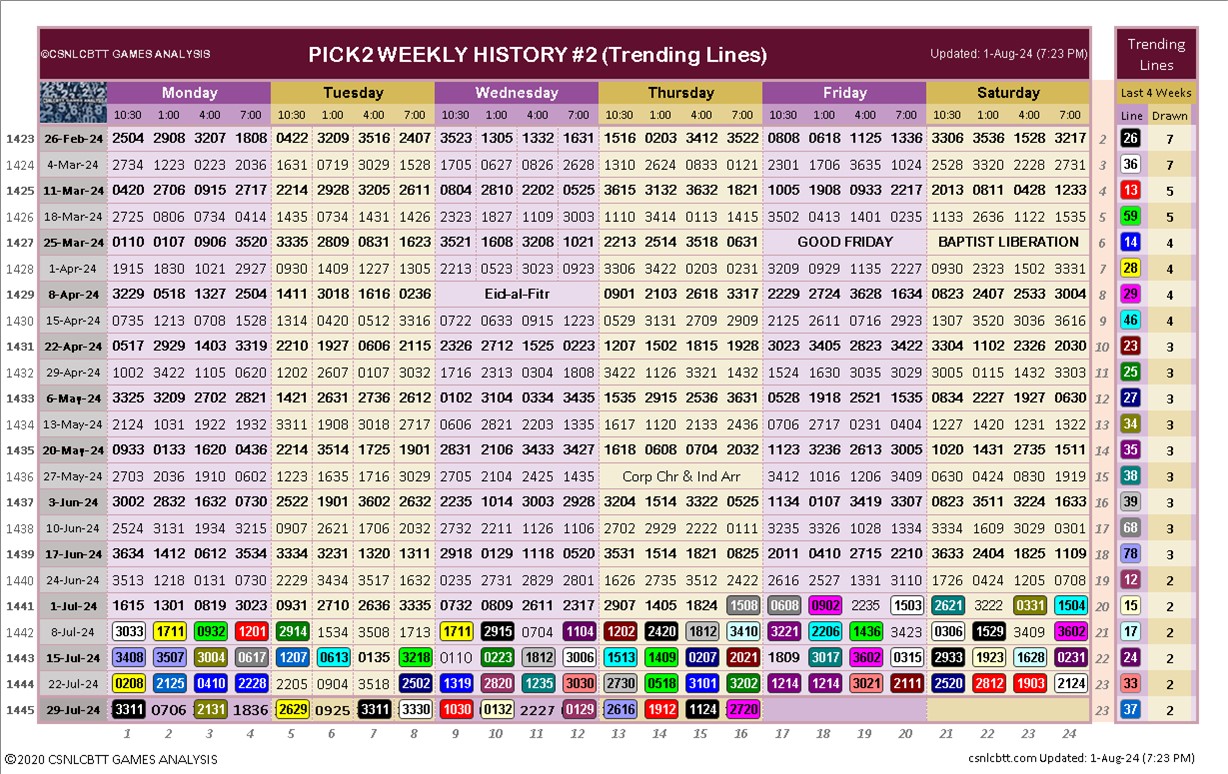 ©CSNLCBTT GAMES ANALYSIS PICK2 WEEKLY HISTORY #2 (Trending Lines) Updated: 1-Aug-24 (7:23 PM) Trending Lines
Monday Tuesday Wednesday Thursday Friday Saturday Last 4 Weeks
10:30 1:00 4:00 7:00 10:30 1:00 4:00 7:00 10:30 1:00 4:00 7:00 10:30 1:00 4:00 7:00 10:30 1:00 4:00 7:00 10:30 1:00 4:00 7:00 Line Drawn
1423 26-Feb-24 2504 2908 3207 1808 0422 3209 3516 2407 3523 1305 1332 1631 1516 0203 3412 3522 0808 0618 1125 1336 3306 3536 1528 3217 2 26 7
1424 4-Mar-24 2734 1223 0223 2036 1631 0719 3029 1525 1705 0627 0826 2628 1310 2624 0833 0121 2301 1706 3535 1024 2528 3320 2228 2731 3 36 7
1425 11-Mar-24 0420 2706 0915 2717 2214 2928 3205 2611 0804 2810 2202 0525 3615 3132 3632 1821 1005 1908 0933 2217 2013 0811 0428 1233 4 13 5
1426 18-Mar-24 2725 0806 0734 0414 1435 0734 1431 1426 2323 1827 1109 3003 1110 3414 0113 1415 3502 0413 1401 0235 1133 2636 1122 1535 5 59 5
1427 25-Mar-24 0110 0107 0906 3520 3335 2809 0831 1623 3521 1608 3208 1021 2213 2514 3518 0631 GOOD FRIDAY BAPTIST LIBERATION 6 14 4
1428 1-Apr-24 1915 1830 1021 2927 0930 1409 1227 1305 2213 0523 3023 0923 3306 3422 0203 0231 3209 0929 1135 2227 0930 2323 1502 3331 7 28 4
1429 8-Apr-24 3229 0518 1327 2504 1411 3018 1616 0236 Eid-al-Fitr 0901 2103 2618 3317 2229 2724 3628 1634 0823 2407 2533 3004 8 29 4
1430 15-Apr-24 0735 1213 0708 1528 1314 0420 0512 3316 0722 0633 0915 1223 0529 3131 2709 2909 2125 2611 0716 2923 1307 3520 3036 3616 9 46 4
1431 22-Apr-24 0517 2929 1403 3319 2210 1927 0606 2115 2326 2712 1525 0223 1207 1502 1815 1928 3023 3405 2823 3422 3304 1102 2326 2030 10 23 3
1432 29-Apr-24 1002 3422 1105 0620 1202 2607 0107 3032 1716 2313 0304 1808 3422 1126 3321 1432 1524 1630 3035 3029 3005 0115 1432 3303 11 25 3
1433 6-May-24 3325 3209 2702 2821 1421 2631 2736 2612 0102 3104 0334 3435 1535 2915 2536 3631 0528 1918 2521 1535 0834 2227 1927 0630 12 27 3
1434 13-May-24 2124 1031 1922 1932 3311 1908 3018 2717 0606 2821 2203 1335 1617 1120 2133 2436 0706 2717 0231 0404 1227 1420 1231 1322 13 34 3
1435 20-May-24 0933 0133 1620 0436 2214 3514 1725 1901 2831 2106 3433 3427 1618 0608 0704 2032 1123 3236 2613 3005 1020 1431 2735 1511 14 35 3
1436 27-May-24 2703 2036 1910 0602 1223 1635 1716 3023 2705 2104 2425 1435 Corp Chr & Ind Arr 3412 1016 1206 3409 0630 0424 0830 1919 15 38 3
1437 3-Jun-24 3002 2832 1632 0730 2522 1901 3602 2632 2235 1014 3003 2928 3204 1514 3322 0525 1134 0107 3419 3307 0823 3511 3224 1633 16 39 3
1438 10-Jun-24 2524 3131 1934 3215 0907 2621 1706 2032 2732 2211 1126 1106 2702 2929 2222 0111 3235 3326 1028 1334 3334 1609 3029 0301 17 68 3
1439 17-Jun-24 3634 1412 0612 3534 3334 3231 1320 1311 2918 0129 1118 0520 3531 1514 1821 0825 2011 0410 2715 2210 3633 2404 1825 1109 18 78 3
1440 24-Jun-24 3513 1218 0131 0730 2229 3434 3517 1632 0235 2731 2829 2801 1626 2735 3512 2422 2616 2527 1331 3110 1726 0424 1205 0708 19 12 2
1441 1-Jul-24 1615 1301 0819 3023 0931 2710 2636 3335 0732 0809 2611 2317 2907 1405 1824 1508 0608 0902 2235 1503 2621 3222 0331 1504 20 15 2
1442 8-Jul-24 3033 1711 0932 1201 2914 1534 3508 1713 1711 2915 0704 1104 1202 2420 1812 3410 3221 2206 1436 3423 0306 1529 3409 3602 21 17 2
1443 15-Jul-24 3408 3507 3004 0617 1207 0613 0135 3218 0110 0223 1812 3006 1513 1409 0207 2021 1809 3017 3602 0315 2933 1923 1628 0231 22 24 2
1444 22-Jul-24 0208 2125 0410 2228 2205 0904 3518 2502 1319 2820 1235 3030 2730 0518 3101 3202 1214 1214 3021 2111 2520 2812 1903 2124 23 33 2
1445 29-Jul-24 3311 0706 2131 1836 2629 0925 3311 3330 1030 0132 2227 0129 2616 1912 1124 2720 23 37 2
1 2 3 4 5 6 7 8 9 10 11 12 13 14 15 16 17 18 19 20 21 22 23 24
©2020 CSNLCBTT GAMES ANALYSIS csnlcbtt.com Updated: 1-Aug-24 (7:23 PM)